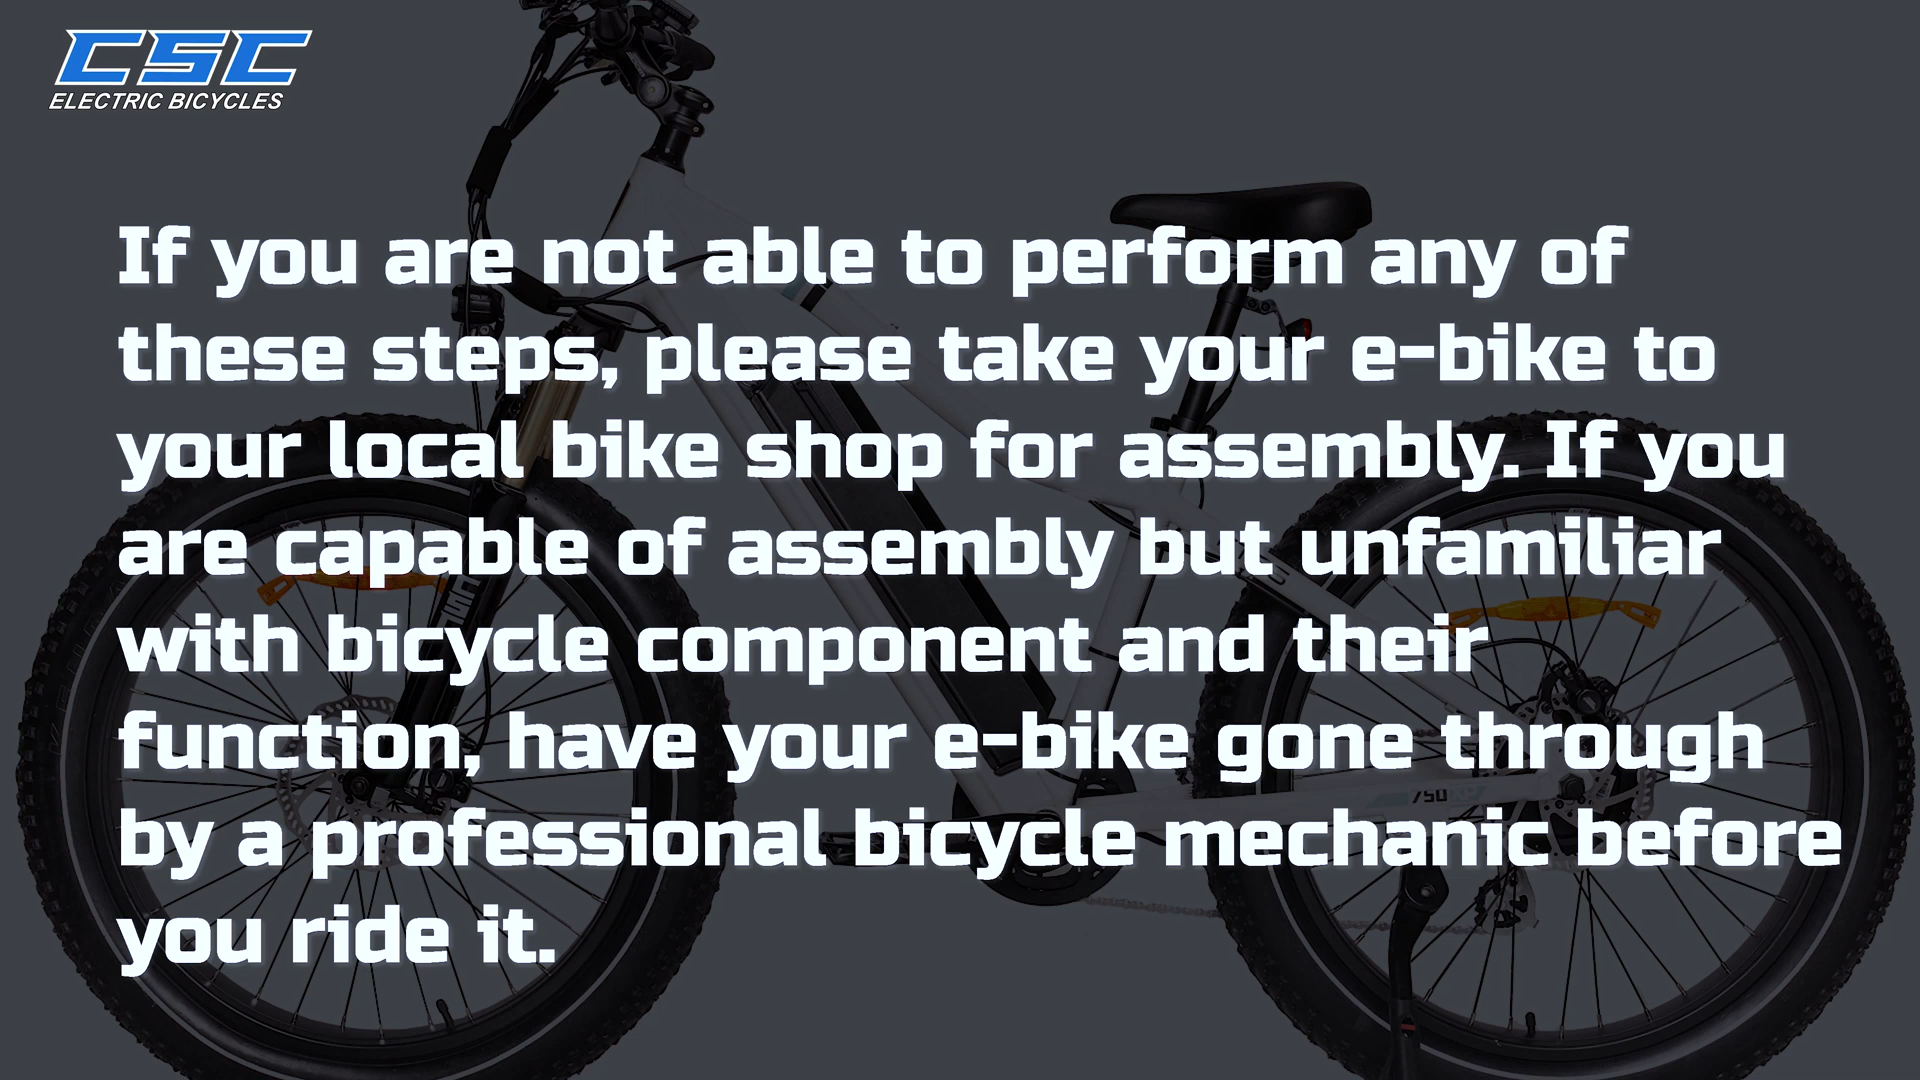 CSC
ELECTRIC BICYCLES
If you are not able to perform any of
these steps, please take your e-bike to
your local bike shop for assembly. If you
are capable of assembly but unfamiliar
with bicycle component and their
function, have your e-bike gone through
by a professional bicycle mechanic before
you ride it.
750